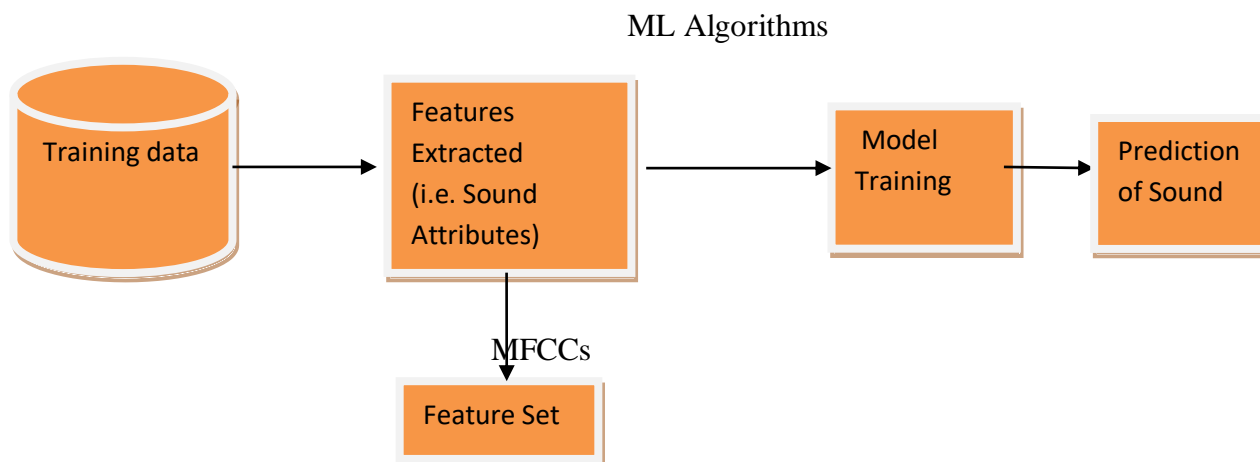 ML Algorithms
Training data
Features
Extracted
(i.e. Sound
Attributes)
Model
Training
Prediction
of Sound
MFCCs
Feature Set